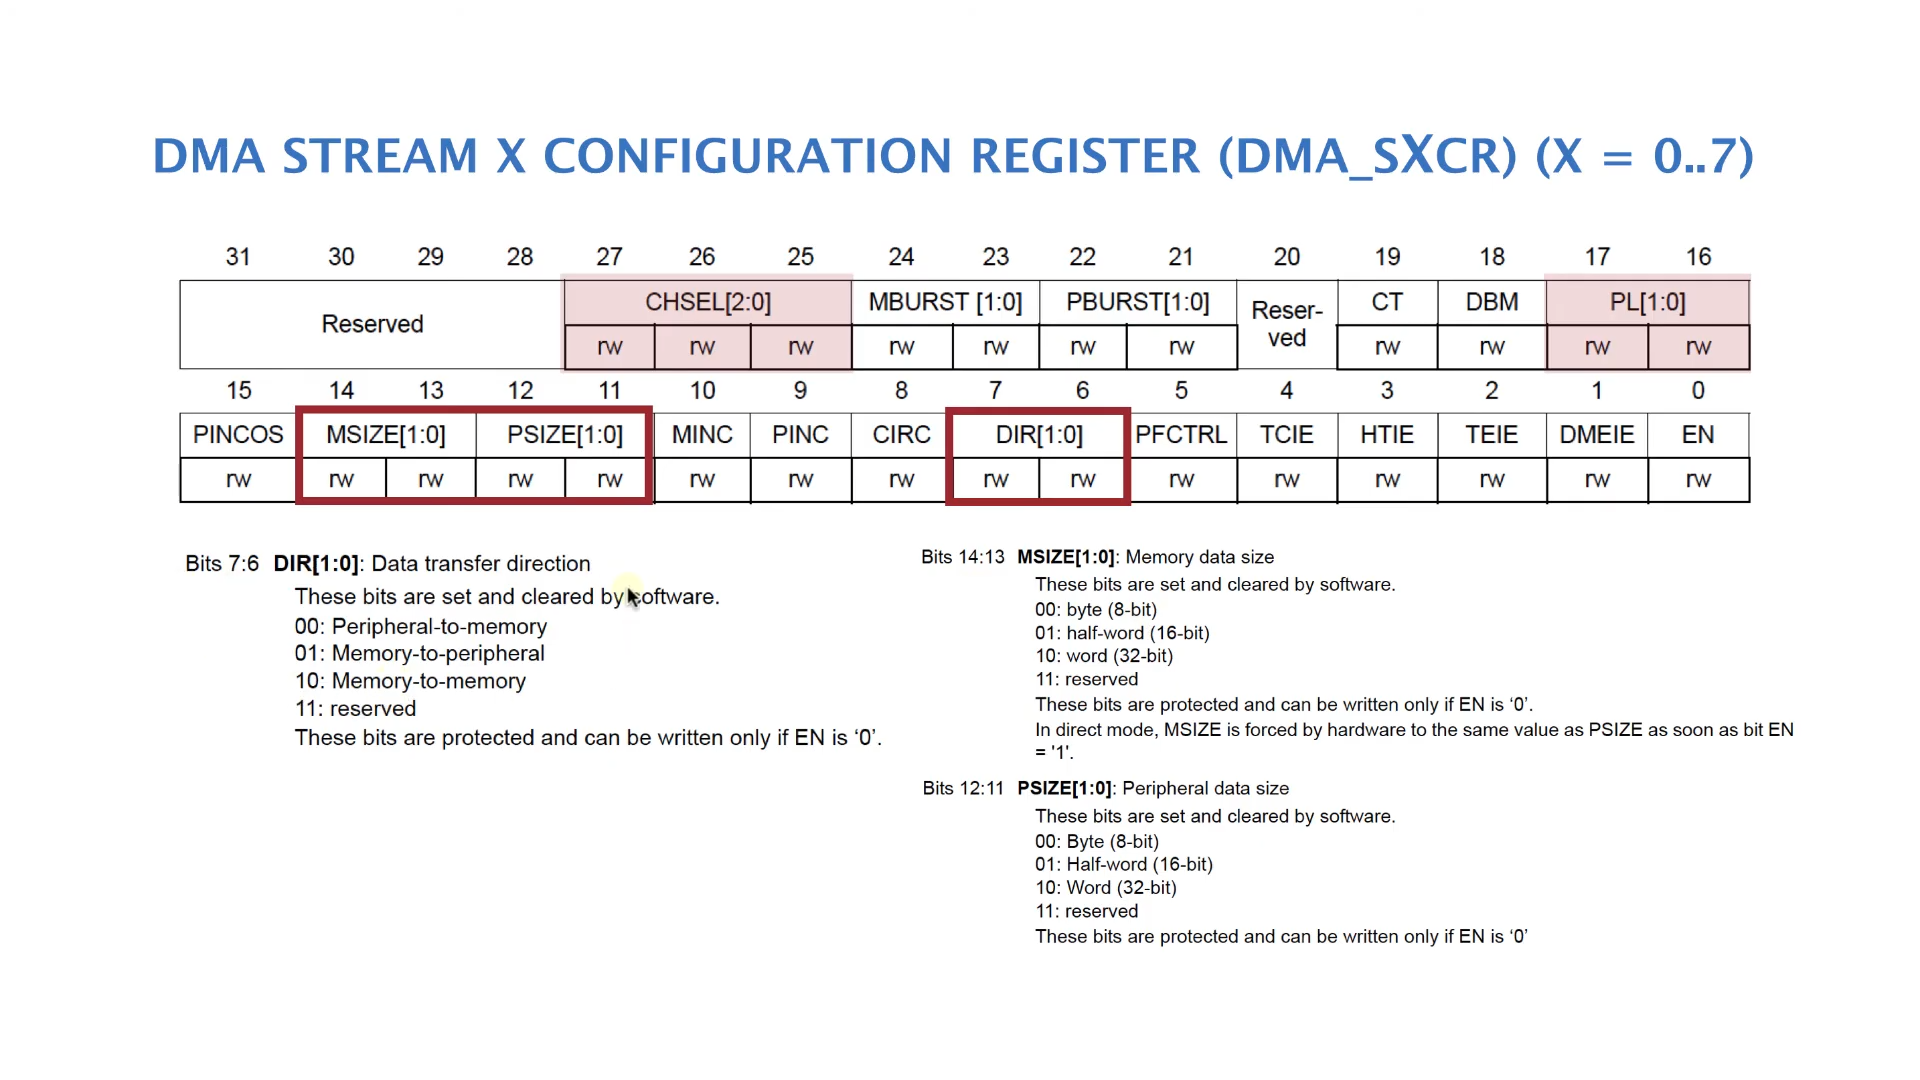 DMA STREAM X CONFIGURATION REGISTER (DMA_SXCR) (X = 0..7)
31 30 29 28 27 26 25 24 23 22 21 20 19 18 17 16
Reserved CHSEL[2:0] MBURST [1:0] PBURST[1:0] Reser-
ved CT DBM PL[1:0]
rw rw rw rw rw rw rw rw rw rw rw
15 14 13 12 11 10 9 8 7 6 5 4 3 2 1 0
PINCOS MSIZE[1:0] PSIZE[1:0] MINC PINC CIRC DIR[1:0] PFCTRL TCIE HTIE TEIE DMEIE EN
rw rw rw rw rw rw rw rw rw rw rw rw rw rw rw rw
Bits 7:6 DIR[1:0]: Data transfer direction
These bits are set and cleared by software.
00: Peripheral-to-memory
01: Memory-to-peripheral
10: Memory-to-memory
11: reserved
These bits are protected and can be written only if EN is ‘0’.
Bits 14:13 MSIZE[1:0]: Memory data size
These bits are set and cleared by software.
00: byte (8-bit)
01: half-word (16-bit)
10: word (32-bit)
11: reserved
These bits are protected and can be written only if EN is ‘0’.
In direct mode, MSIZE is forced by hardware to the same value as PSIZE as soon as bit EN
= '1'.
Bits 12:11 PSIZE[1:0]: Peripheral data size
These bits are set and cleared by software.
00: Byte (8-bit)
01: Half-word (16-bit)
10: Word (32-bit)
11: reserved
These bits are protected and can be written only if EN is ‘0’